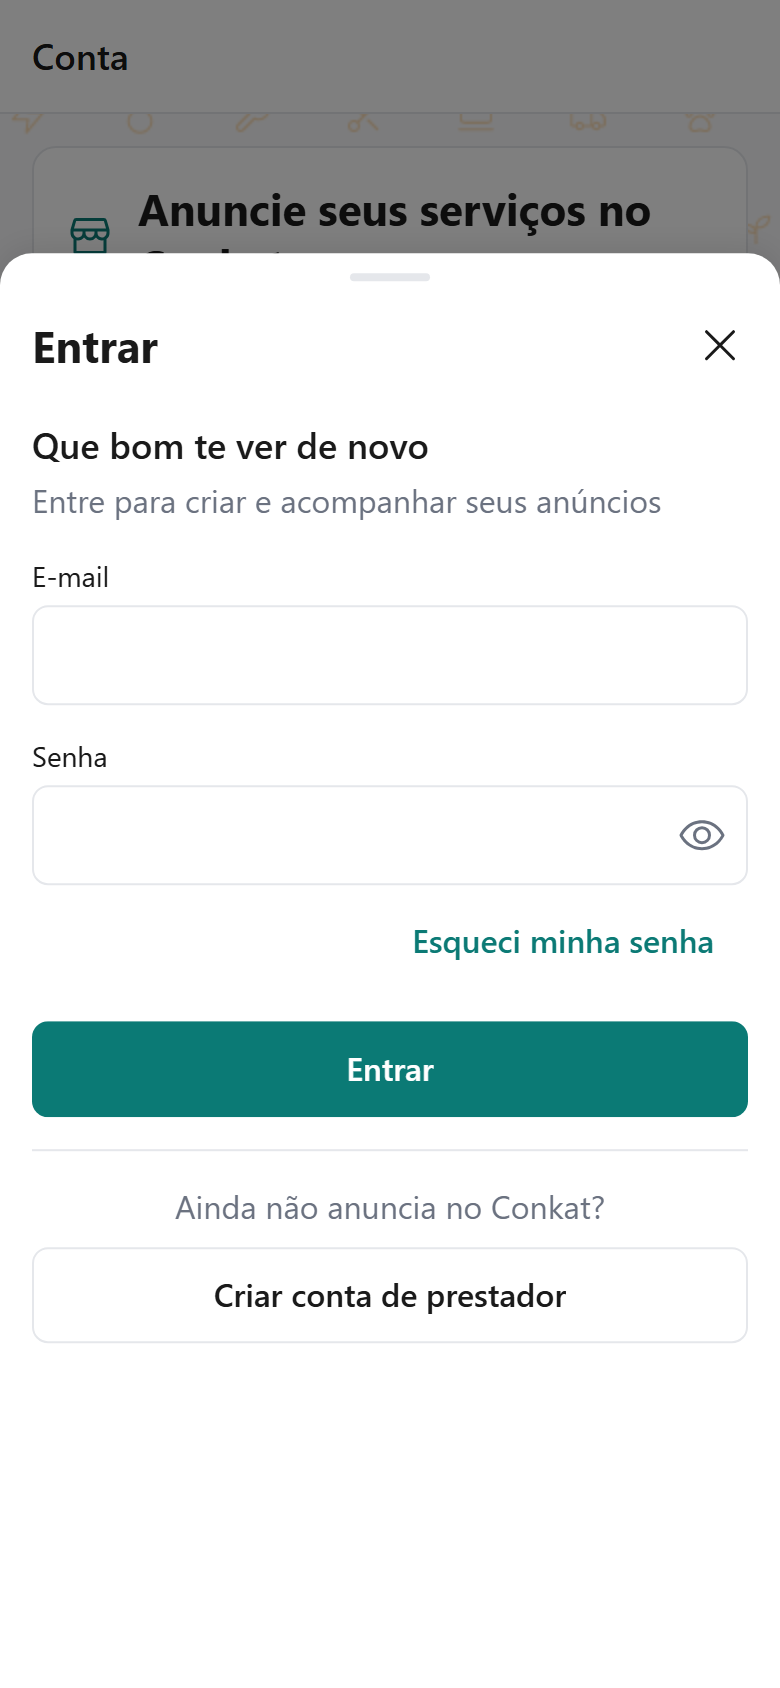 Conta
Anuncie seus serviços no
Entrar
Que bom te ver de novo
Entre para criar e acompanhar seus anúncios
E-mail
Senha
Esqueci minha senha
Entrar
Ainda não anuncia no Conkat?
Criar conta de prestador